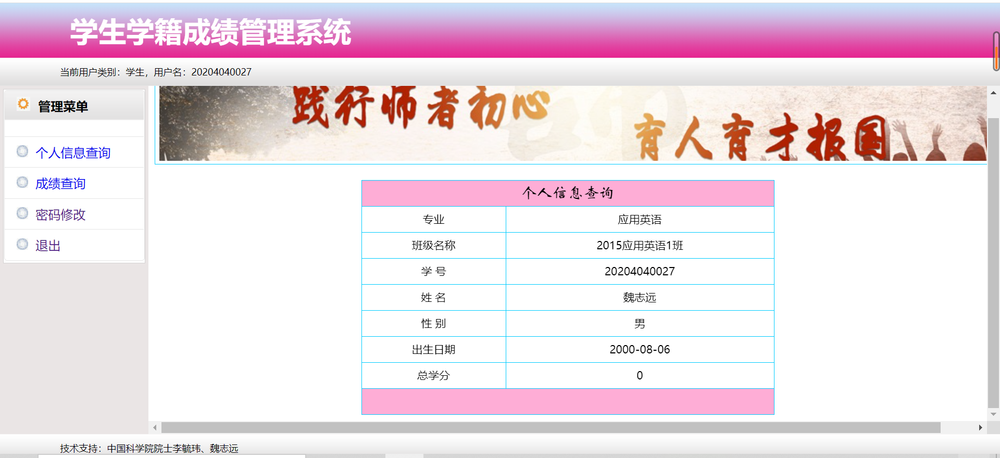 学生学籍成绩管理系统
当前用户类别：学生，用户名：20204040027
管理菜单
个人信息查询
成绩查询
密码修改
退出
践行师者初心
育人育才报国
个人信息查询
专业 应用英语
班级名称 2015应用英语1班
学 号 20204040027
姓 名 魏志远
性 别 男
出生日期 2000-08-06
总学分 0
技术支持：中国科学院院士李毓玮、魏志远